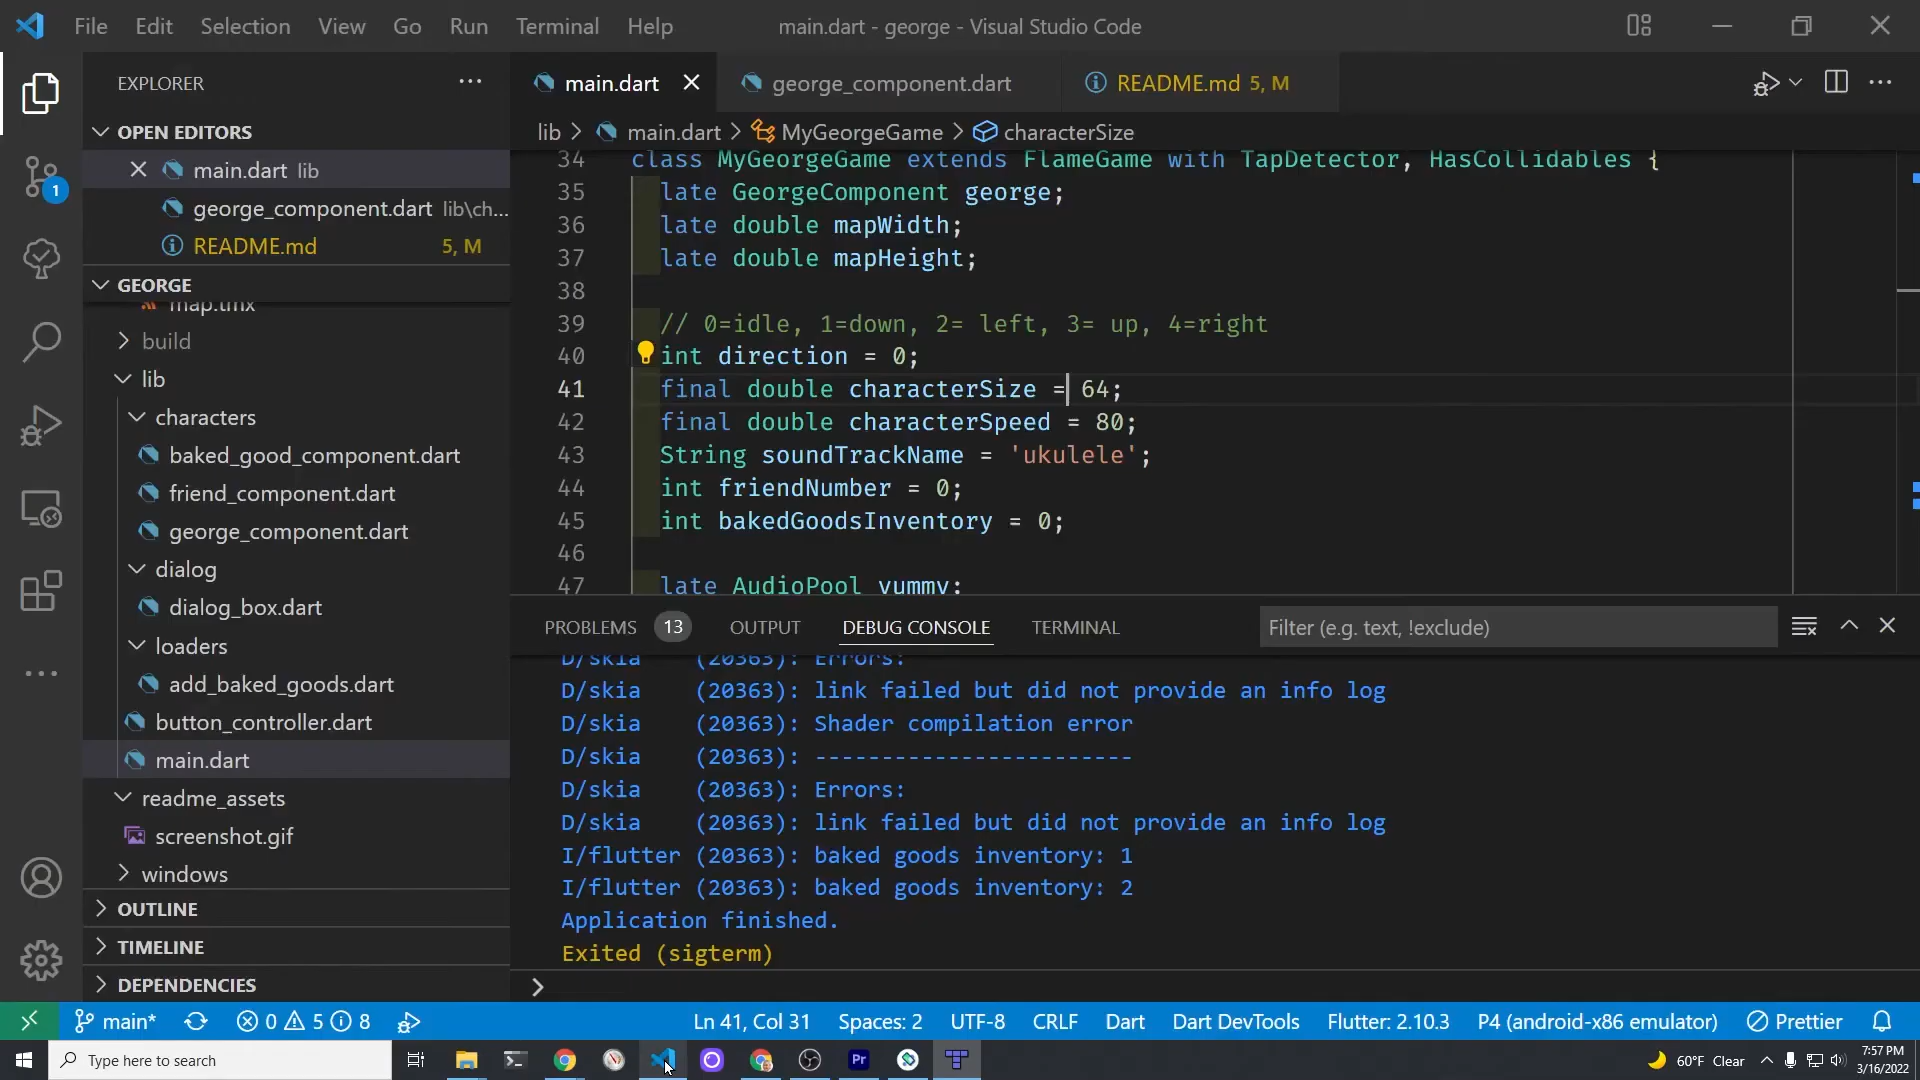 File Edit Selection View Go Run Terminal Help main.dart - george - Visual Studio Code
EXPLORER
OPEN EDITORS
main.dart lib
george_component.dart lib\ch...
README.md 5, M
GEORGE
map.tmx
build
lib
characters
baked_good_component.dart
friend_component.dart
george_component.dart
dialog
dialog_box.dart
loaders
add_baked_goods.dart
button_controller.dart
main.dart
readme_assets
screenshot.gif
windows
OUTLINE
TIMELINE
DEPENDENCIES
1
main.dart george_component.dart README.md 5, M
lib > main.dart > MyGeorgeGame > characterSize
34 class MyGeorgeGame extends FlameGame with TapDetector, HasCollidables {
35 late GeorgeComponent george;
36 late double mapWidth;
37 late double mapHeight;
38
39 // 0=idle, 1=down, 2= left, 3= up, 4=right
40 int direction = 0;
41 final double characterSize = 64;
42 final double characterSpeed = 80;
43 String soundTrackName = 'ukulele';
44 int friendNumber = 0;
45 int bakedGoodsInventory = 0;
46
47 late AudioPool yummy;
PROBLEMS 13 OUTPUT DEBUG CONSOLE TERMINAL Filter (e.g. text, !exclude)
D/skia (20363): Errors:
D/skia (20363): link failed but did not provide an info log
D/skia (20363): Shader compilation error
D/skia (20363): ------------------------
D/skia (20363): Errors:
D/skia (20363): link failed but did not provide an info log
I/flutter (20363): baked goods inventory: 1
I/flutter (20363): baked goods inventory: 2
Application finished.
Exited (sigterm)
main* 0 5 8 Ln 41, Col 31 Spaces: 2 UTF-8 CRLF Dart Dart DevTools Flutter: 2.10.3 P4 (android-x86 emulator) Prettier
Type here to search Pr 60°F Clear 7:57 PM
3/16/2022